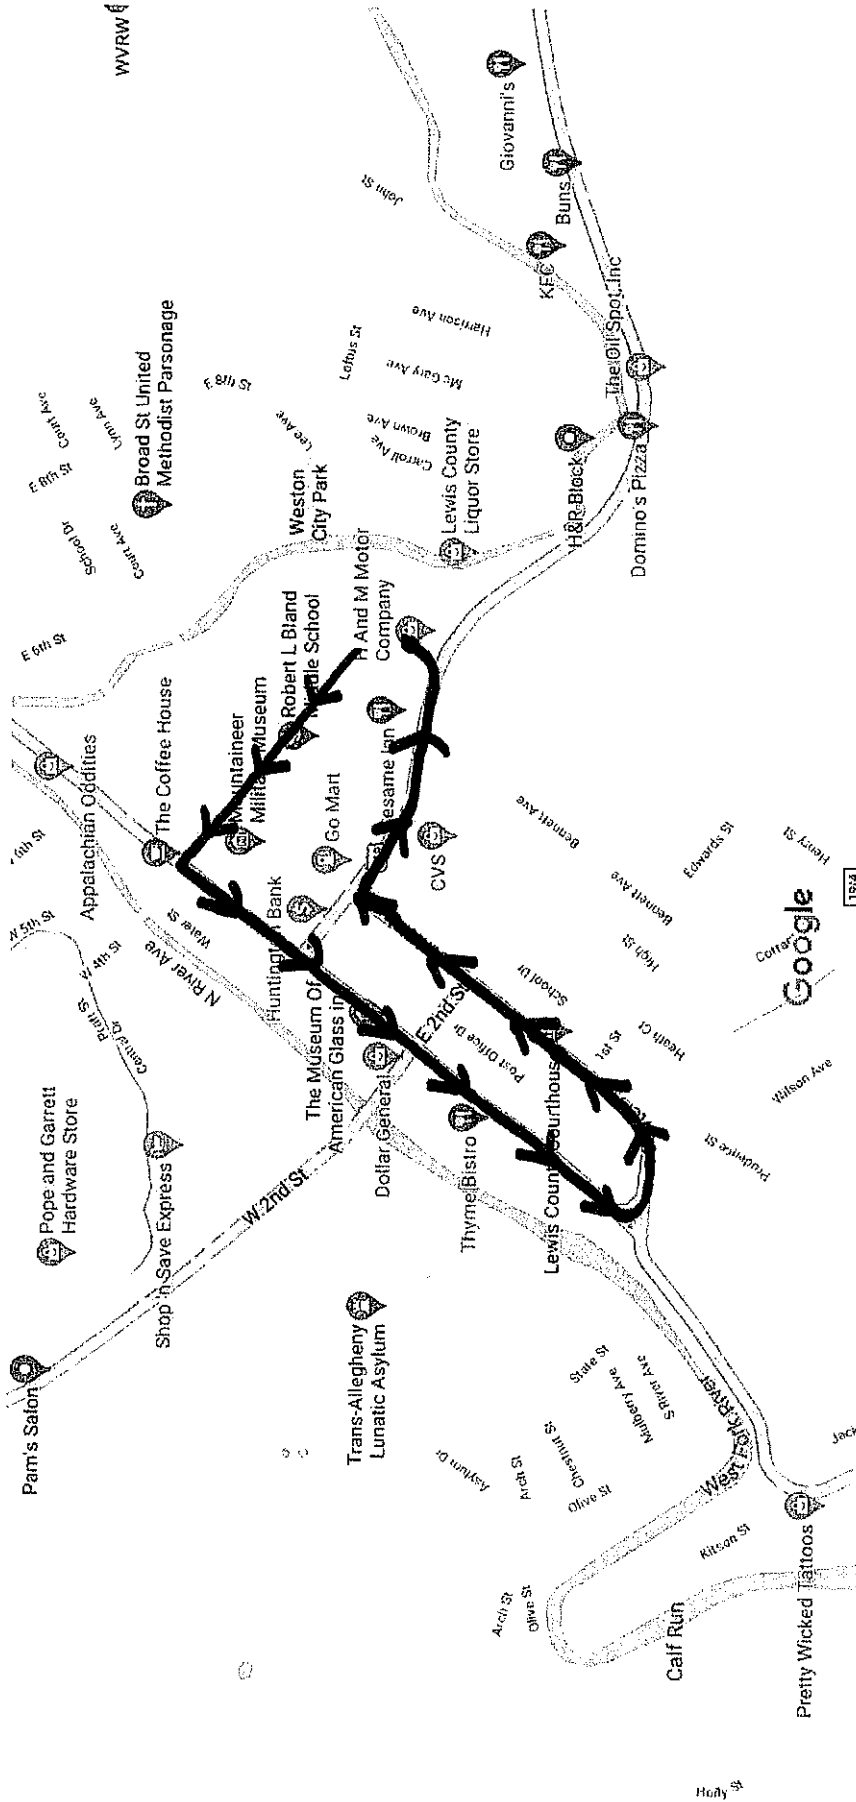 WVRW
Giovanni's
Buns
KFC
John St
The Oil Spot, Inc
Harrison Ave
Mc Gary Ave
Loftus St
Brown Ave
Carroll Ave
Lee Ave
E 8th St
Court Ave
Lynn Ave
E 8th St
Broad St United
Methodist Parsonage
School Dr
Court Ave
Weston
City Park
Lewis County
Liquor Store
H&R Block
Domino's Pizza
E 6th St
And M Motor
Company
Robert L Bland
Middle School
Mountaineer
Military Museum
The Coffee House
Appalachian Oddities
Go Mart
CVS
Huntington Bank
Water St
N River Ave
W 5th St
W 4th St
Platt St
Central Dr
The Museum Of
American Glass in
Dollar General
E 2nd St
Post Office Dr
School Dr
1st St
Heath Ct
High St
Bennett Ave
Bennett Ave
Edwards St
Henry St
Google
Wilson Ave
Prudence St
Thyme Bistro
Lewis County Courthouse
Pope and Garrett
Hardware Store
Shop 'n Save Express
W 2nd St
Pam's Salon
Trans-Allegheny
Lunatic Asylum
State St
Mulberry Ave
S River Ave
Chestnut St
Asylum Dr
Arch St
Olive St
West Fork River
Kitson St
Arch St
Olive St
Calf Run
Pretty Wicked Tattoos
Jack
Holly St